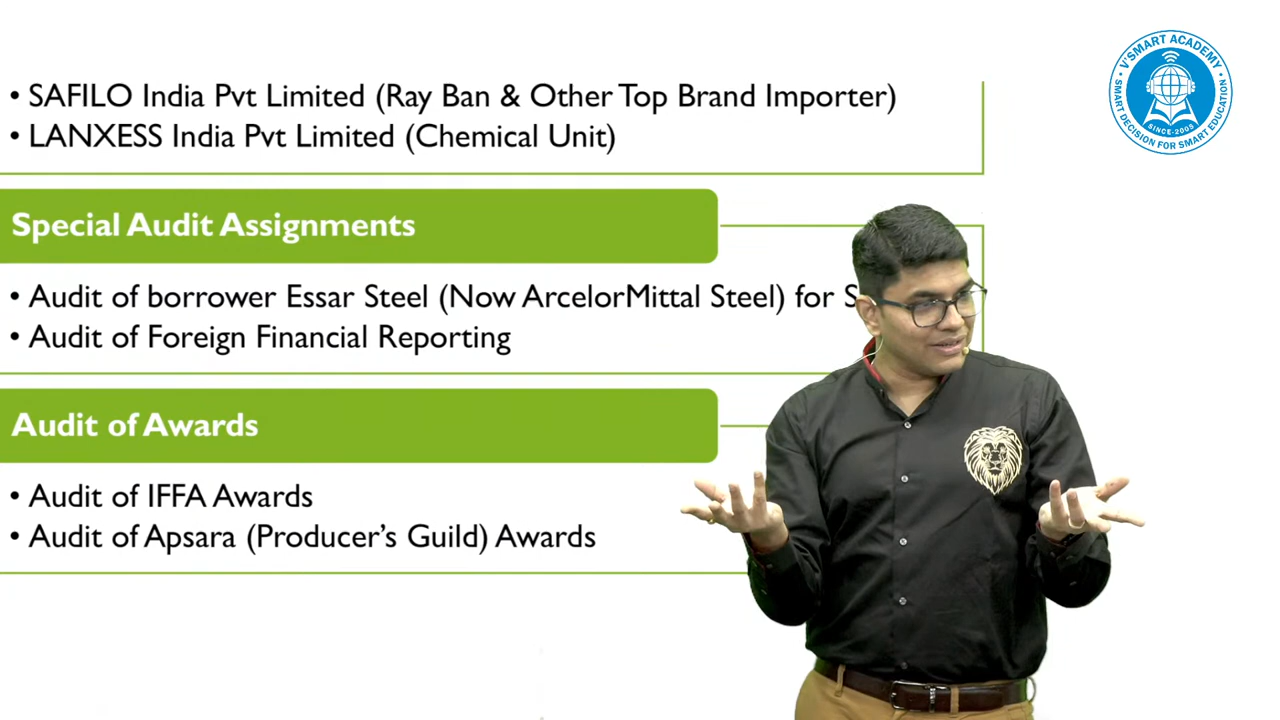 • SAFILO India Pvt Limited (Ray Ban & Other Top Brand Importer)
• LANXESS India Pvt Limited (Chemical Unit)
Special Audit Assignments
• Audit of borrower Essar Steel (Now ArcelorMittal Steel) for
• Audit of Foreign Financial Reporting
Audit of Awards
• Audit of IFFA Awards
• Audit of Apsara (Producer's Guild) Awards
V'SMART ACADEMY
SINCE-2005
SMART DECISION FOR SMART EDUCATION